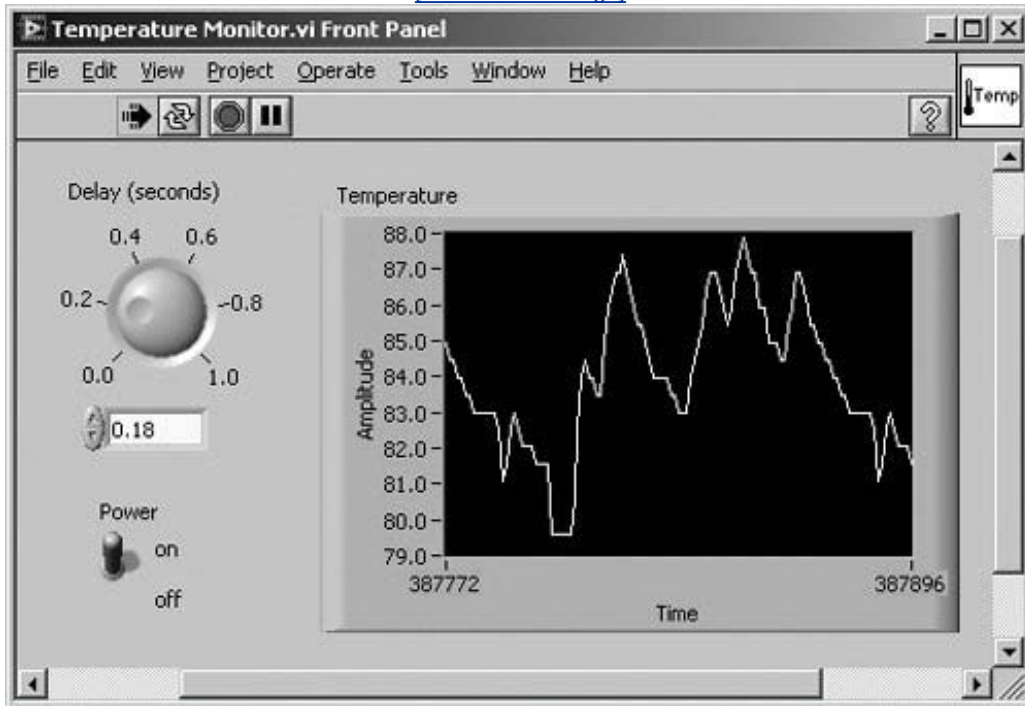 Temperature Monitor.vi Front Panel
File Edit View Project Operate Tools Window Help
Temp
Delay (seconds)
0.4 0.6
0.2 0.8
0.0 1.0
0.18
Power
on
off
Temperature
88.0
87.0
86.0
85.0
84.0
83.0
82.0
81.0
80.0
79.0
Amplitude
387772 387896
Time